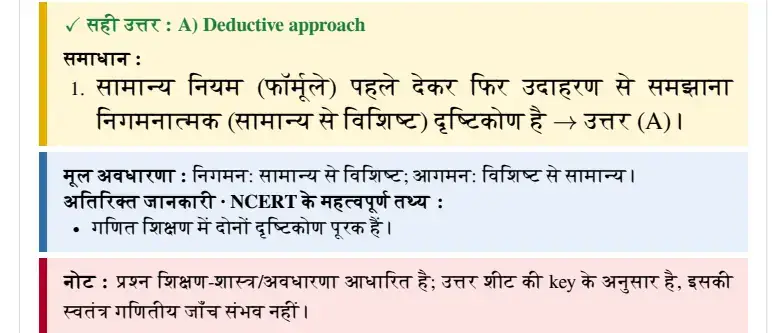 ✓ सही उत्तर : A) Deductive approach
समाधान :
1. सामान्य नियम (फॉर्मूले) पहले देकर फिर उदाहरण से समझाना
निगमनात्मक (सामान्य से विशिष्ट) दृष्टिकोण है → उत्तर (A)।
मूल अवधारणा : निगमन: सामान्य से विशिष्ट; आगमन: विशिष्ट से सामान्य।
अतिरिक्त जानकारी · NCERT के महत्वपूर्ण तथ्य :
• गणित शिक्षण में दोनों दृष्टिकोण पूरक हैं।
नोट : प्रश्न शिक्षण-शास्त्र/अवधारणा आधारित है; उत्तर शीट की key के अनुसार है, इसकी
स्वतंत्र गणितीय जाँच संभव नहीं।